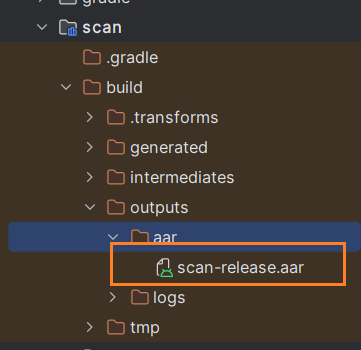 gradle
scan
.gradle
build
.transforms
generated
intermediates
outputs
aar
scan-release.aar
logs
tmp